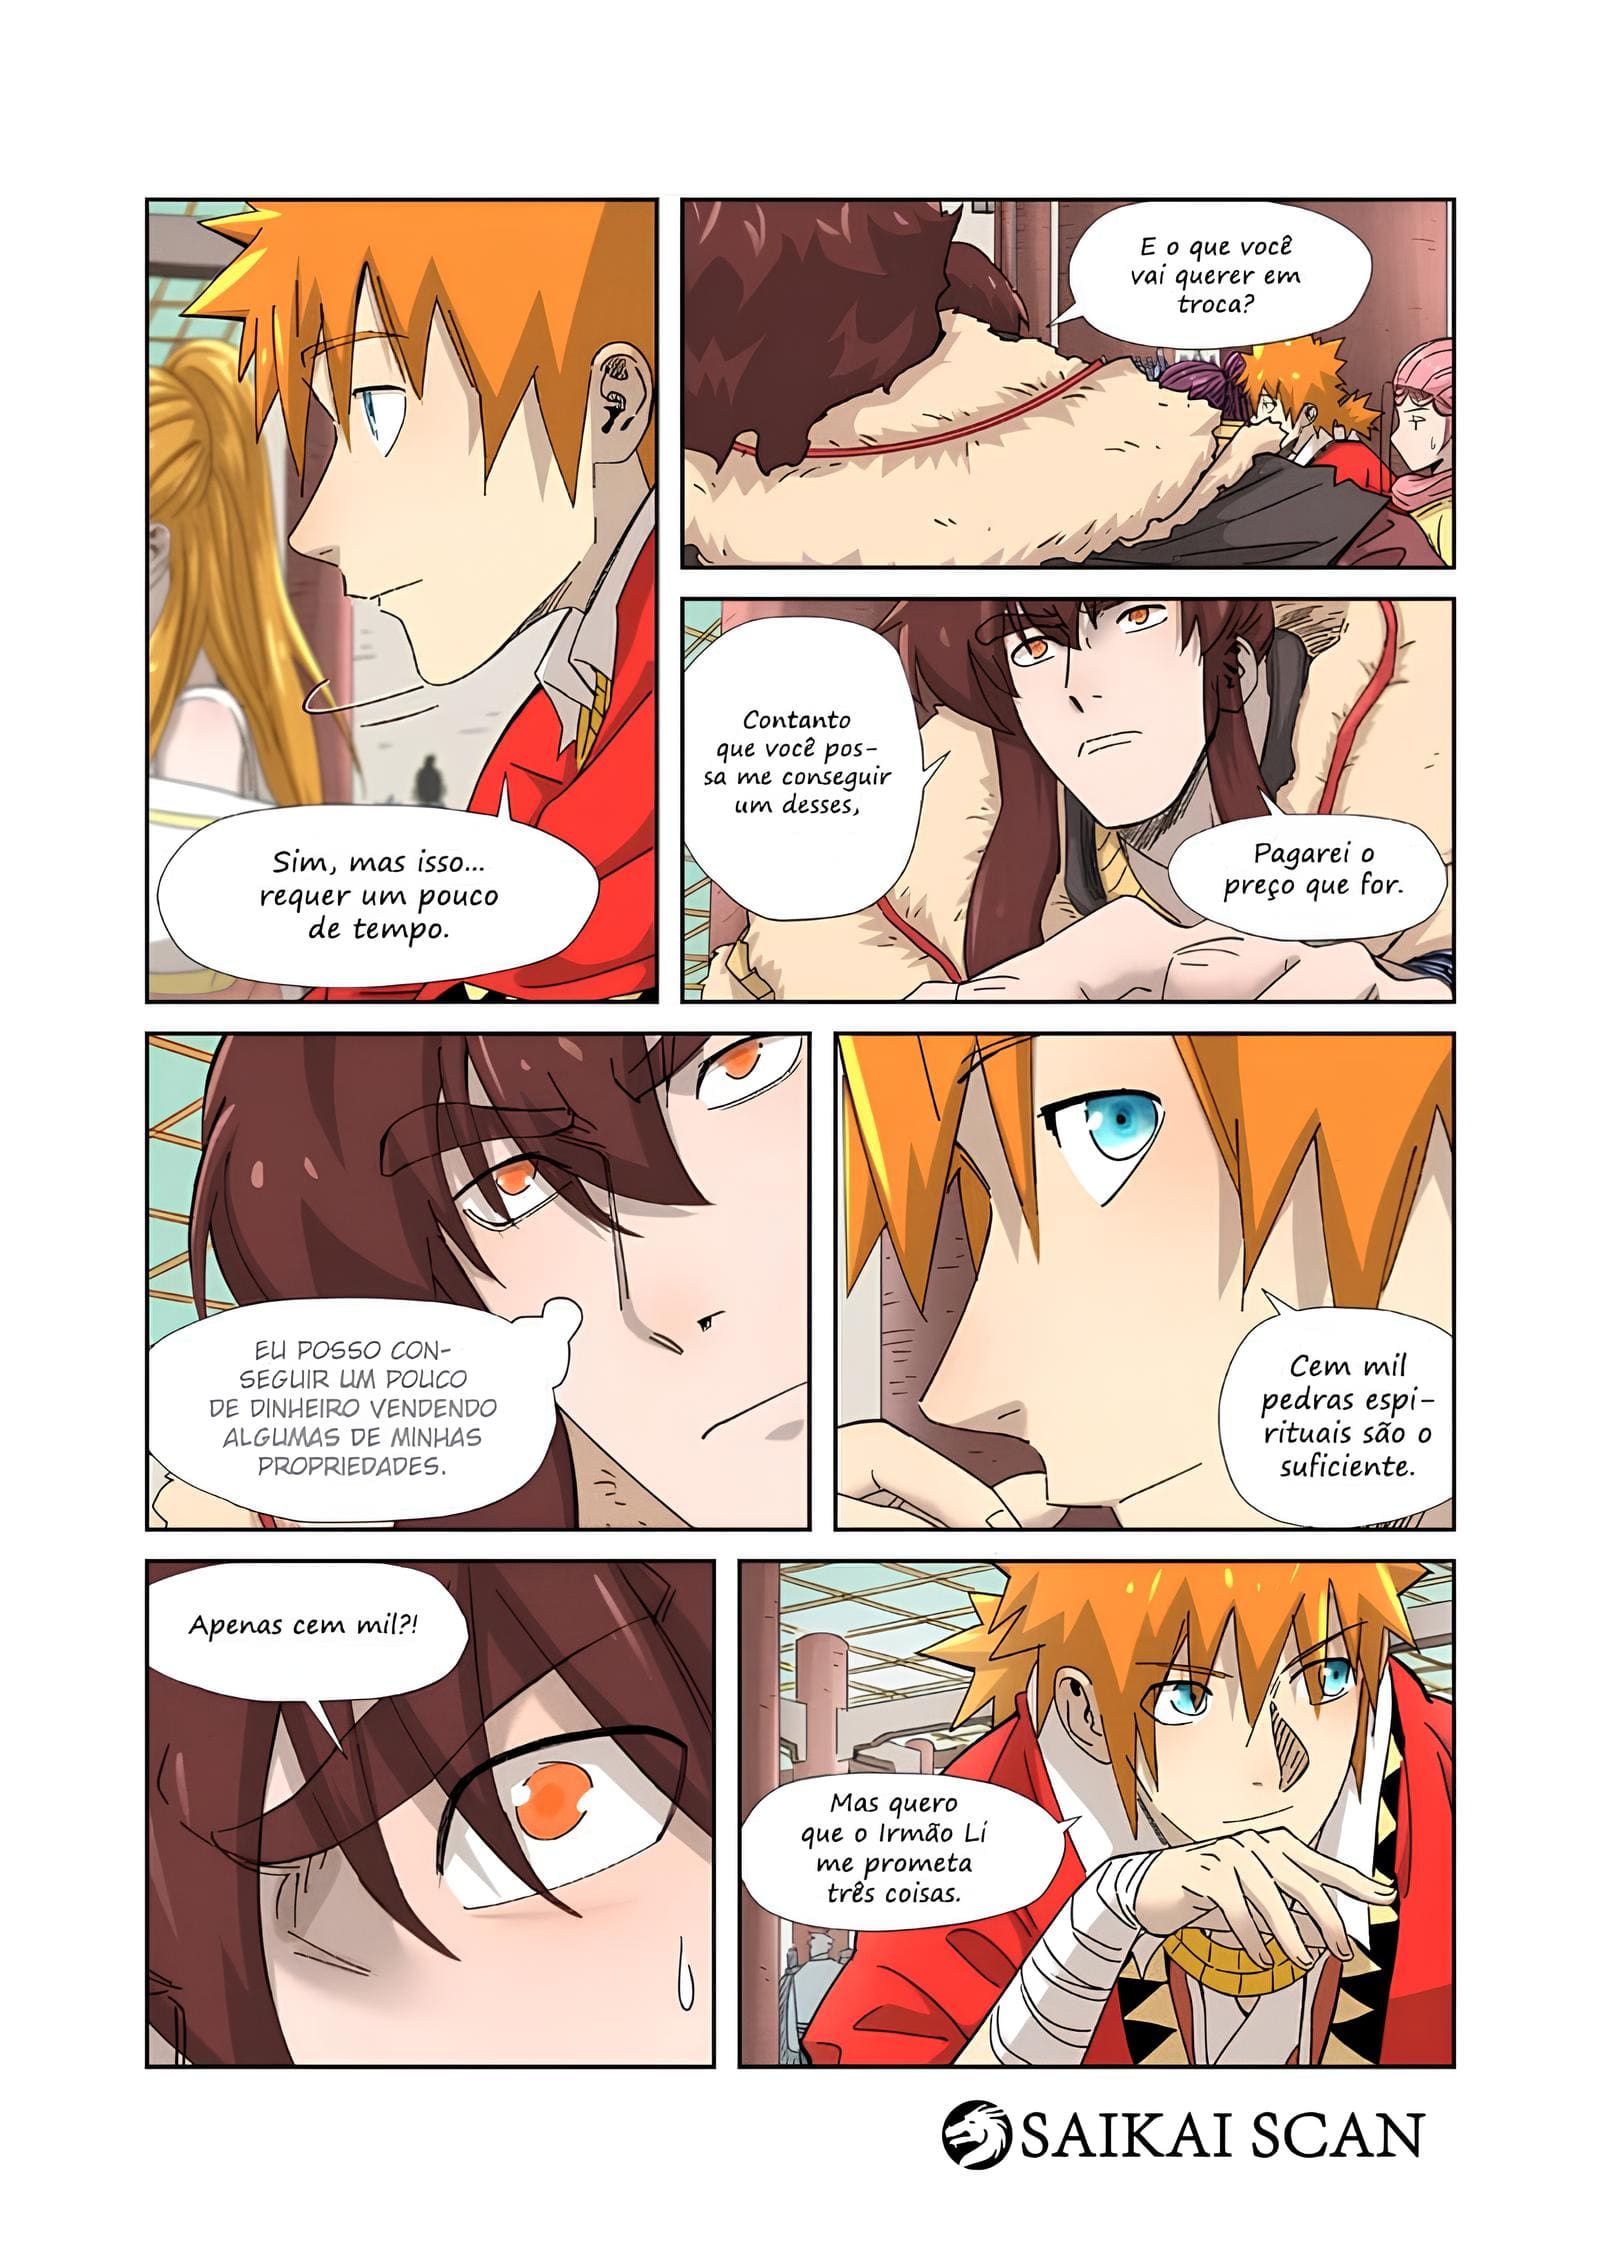 Sim, mas isso...
requer um pouco
de tempo.
E o que você
vai querer em
troca?
Contanto
que você pos-
sa me conseguir
um desses,
Pagarei o
preço que for.
EU POSSO CON-
SEGUIR UM POUCO
DE DINHEIRO VENDENDO
ALGUMAS DE MINHAS
PROPRIEDADES.
Cem mil
pedras espi-
rituais são o
suficiente.
Apenas cem mil?!
Mas quero
que o Irmão Li
me prometa
três coisas.
SAIKAI SCAN